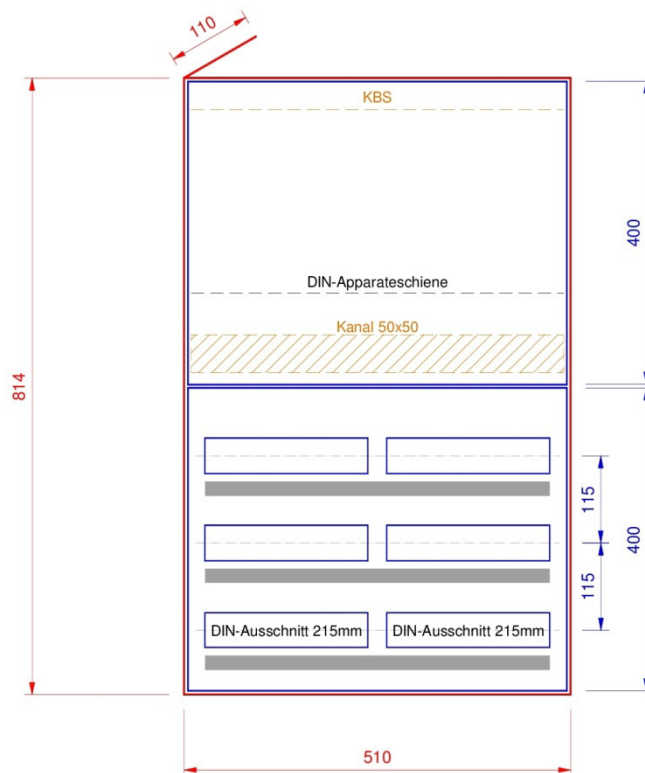 110
KBS
400
DIN-Apparateschiene
Kanal 50x50
814
115
400
115
DIN-Ausschnitt 215mm DIN-Ausschnitt 215mm
510